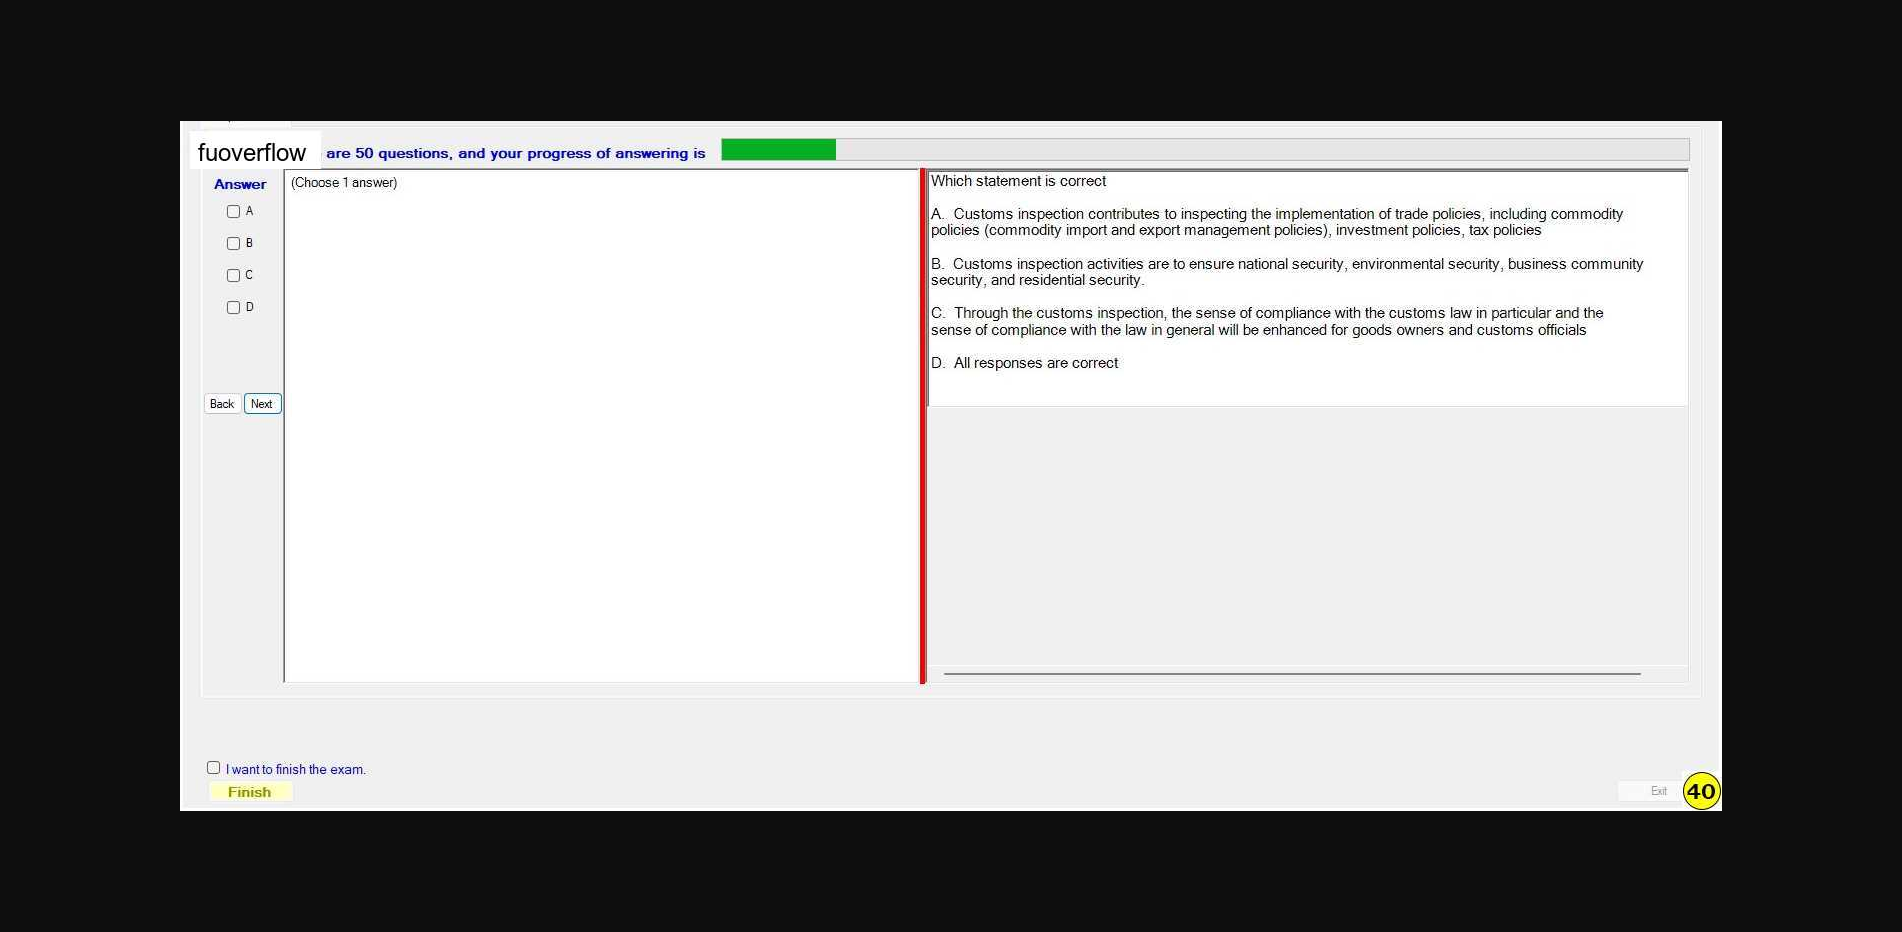 fuoverflow are 50 questions, and your progress of answering is
Answer
(Choose 1 answer)
A
B
C
D
Back Next
Which statement is correct
A. Customs inspection contributes to inspecting the implementation of trade policies, including commodity
policies (commodity import and export management policies), investment policies, tax policies
B. Customs inspection activities are to ensure national security, environmental security, business community
security, and residential security.
C. Through the customs inspection, the sense of compliance with the customs law in particular and the
sense of compliance with the law in general will be enhanced for goods owners and customs officials
D. All responses are correct
I want to finish the exam.
Finish
Exit
40